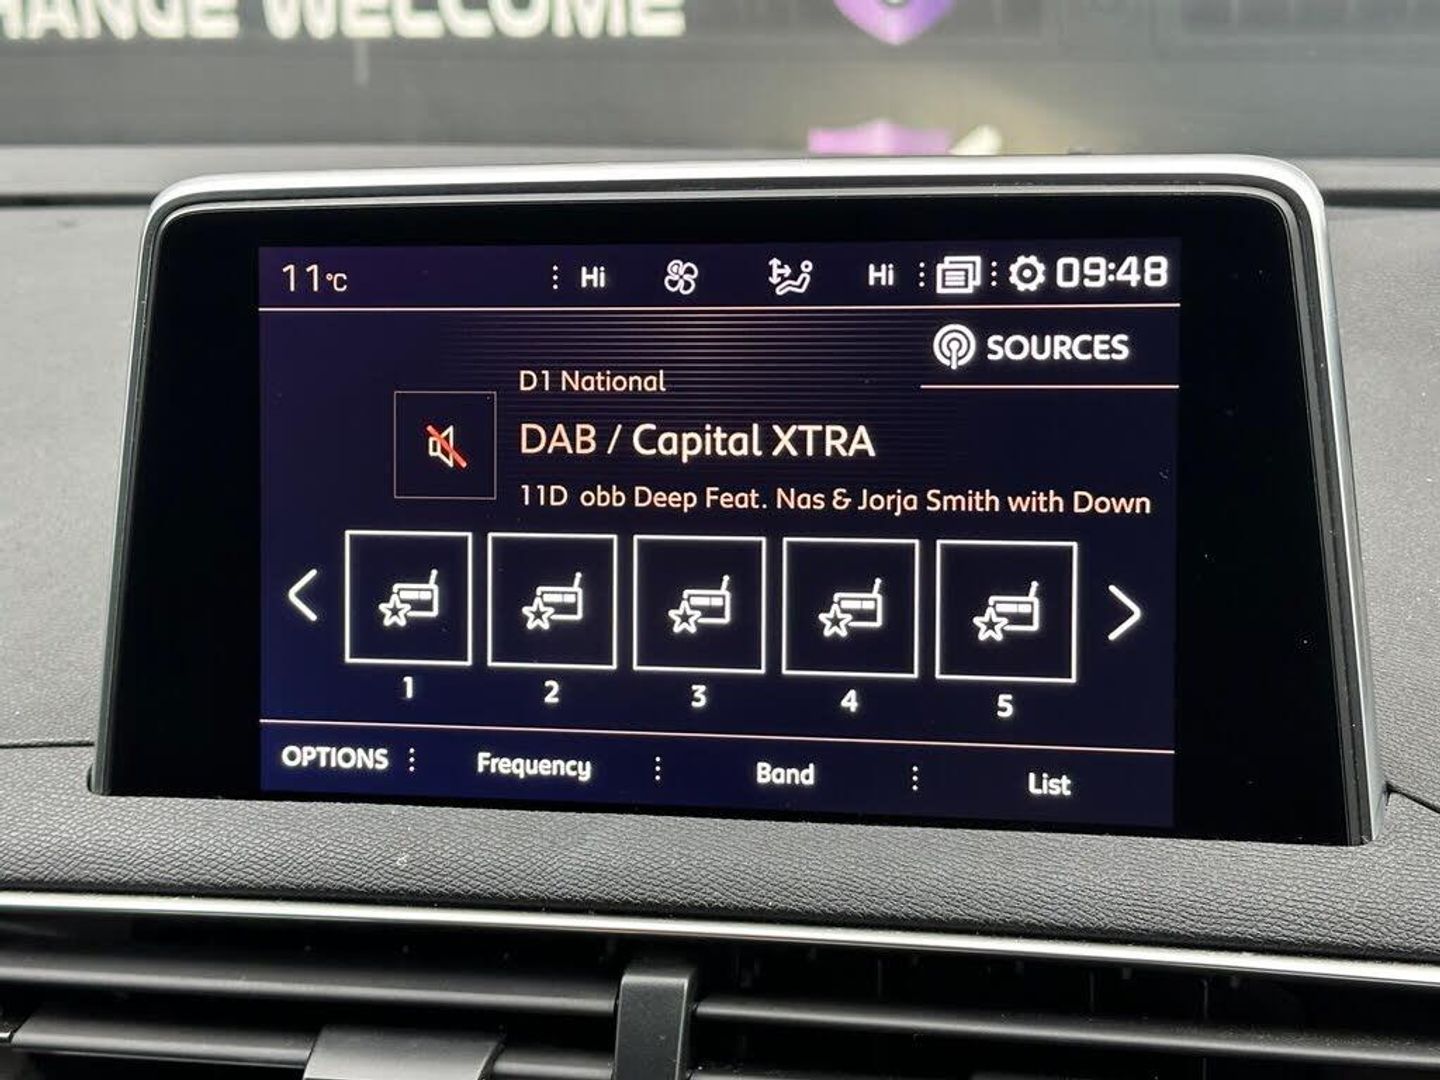 HANGE WELCOME
11°C Hi Hi 09:48
SOURCES
D1 National
DAB / Capital XTRA
11D obb Deep Feat. Nas & Jorja Smith with Down
1 2 3 4 5
OPTIONS Frequency Band List